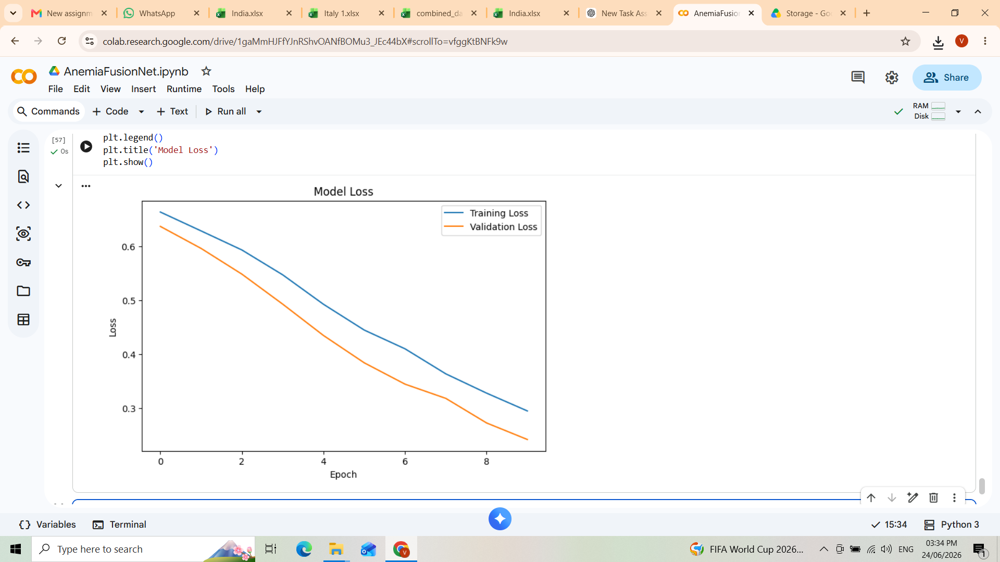 New assignm
WhatsApp
India.xlsx
Italy 1.xlsx
combined_da
India.xlsx
New Task Ass
AnemiaFusion
Storage - Goo
colab.research.google.com/drive/1gaMmHJFfYJnRShvOANfBOMu3_JEc44bX#scrollTo=vfggKtBNFk9w
V
AnemiaFusionNet.ipynb
File Edit View Insert Runtime Tools Help
Share
Commands + Code + Text Run all
RAM
Disk
[57]
0s
plt.legend()
plt.title('Model Loss')
plt.show()
Model Loss
Training Loss
Validation Loss
0.6
0.5
0.4
0.3
Loss
0 2 4 6 8
Epoch
Variables Terminal
15:34 Python 3
Type here to search
FIFA World Cup 2026...
ENG
03:34 PM
24/06/2026
1